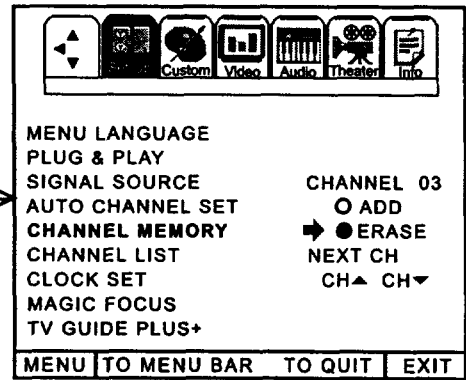 Custom Video Audio Theater Info
MENU LANGUAGE
PLUG & PLAY
SIGNAL SOURCE CHANNEL 03
AUTO CHANNEL SET O ADD
CHANNEL MEMORY ➡ ● ERASE
CHANNEL LIST NEXT CH
CLOCK SET CH▲ CH▼
MAGIC FOCUS
TV GUIDE PLUS+
MENU TO MENU BAR TO QUIT EXIT